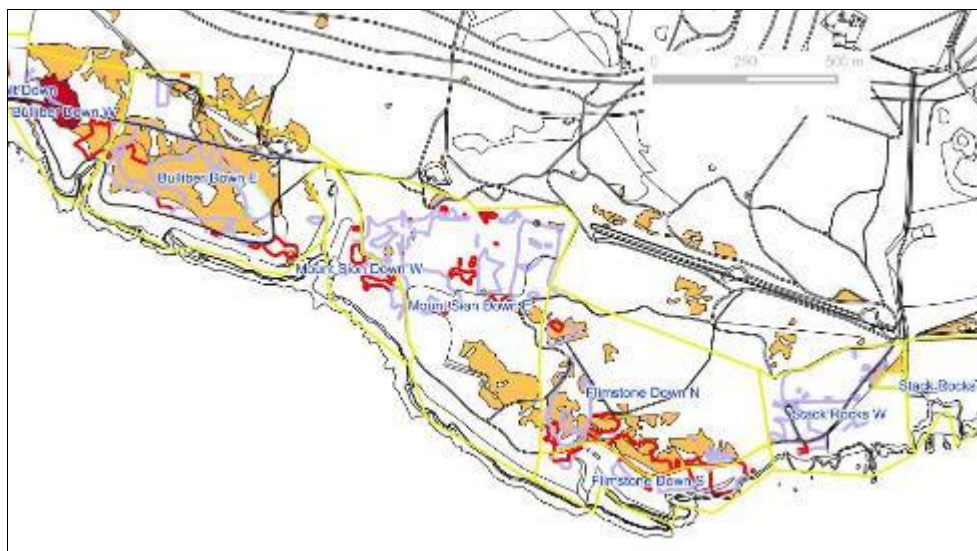 0 250 500 m
lt Down
Bulliber Down W
Bulliber Down E
Mount Sion Down W
Mount Sion Down E
Flimstone Down N
Stack Rocks
Stack Rocks W
Flimstone Down S